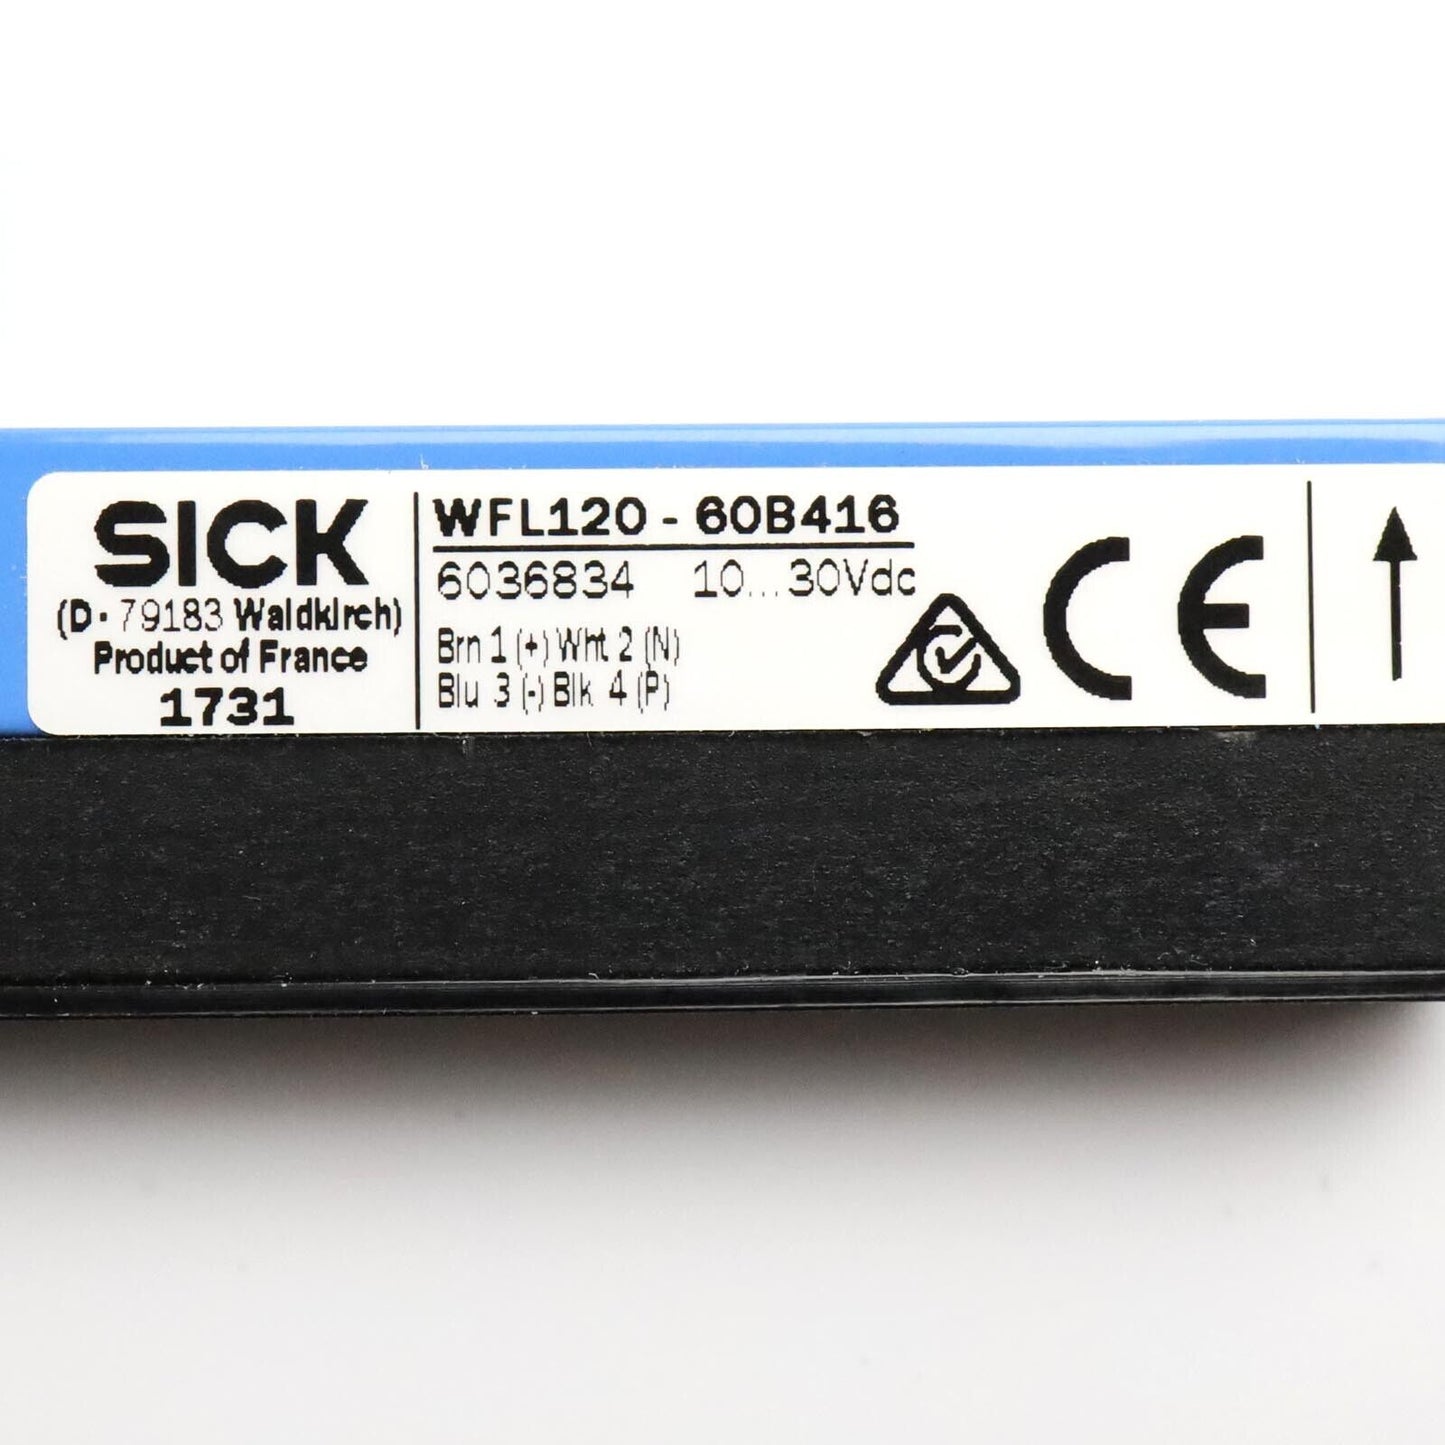 SICK
(D - 79183 Waldkirch)
Product of France
1731
WFL120 - 60B416
6036834 10...30Vdc
Brn 1 (+) Wht 2 (N)
Blu 3 (-) Blk 4 (P)
CE